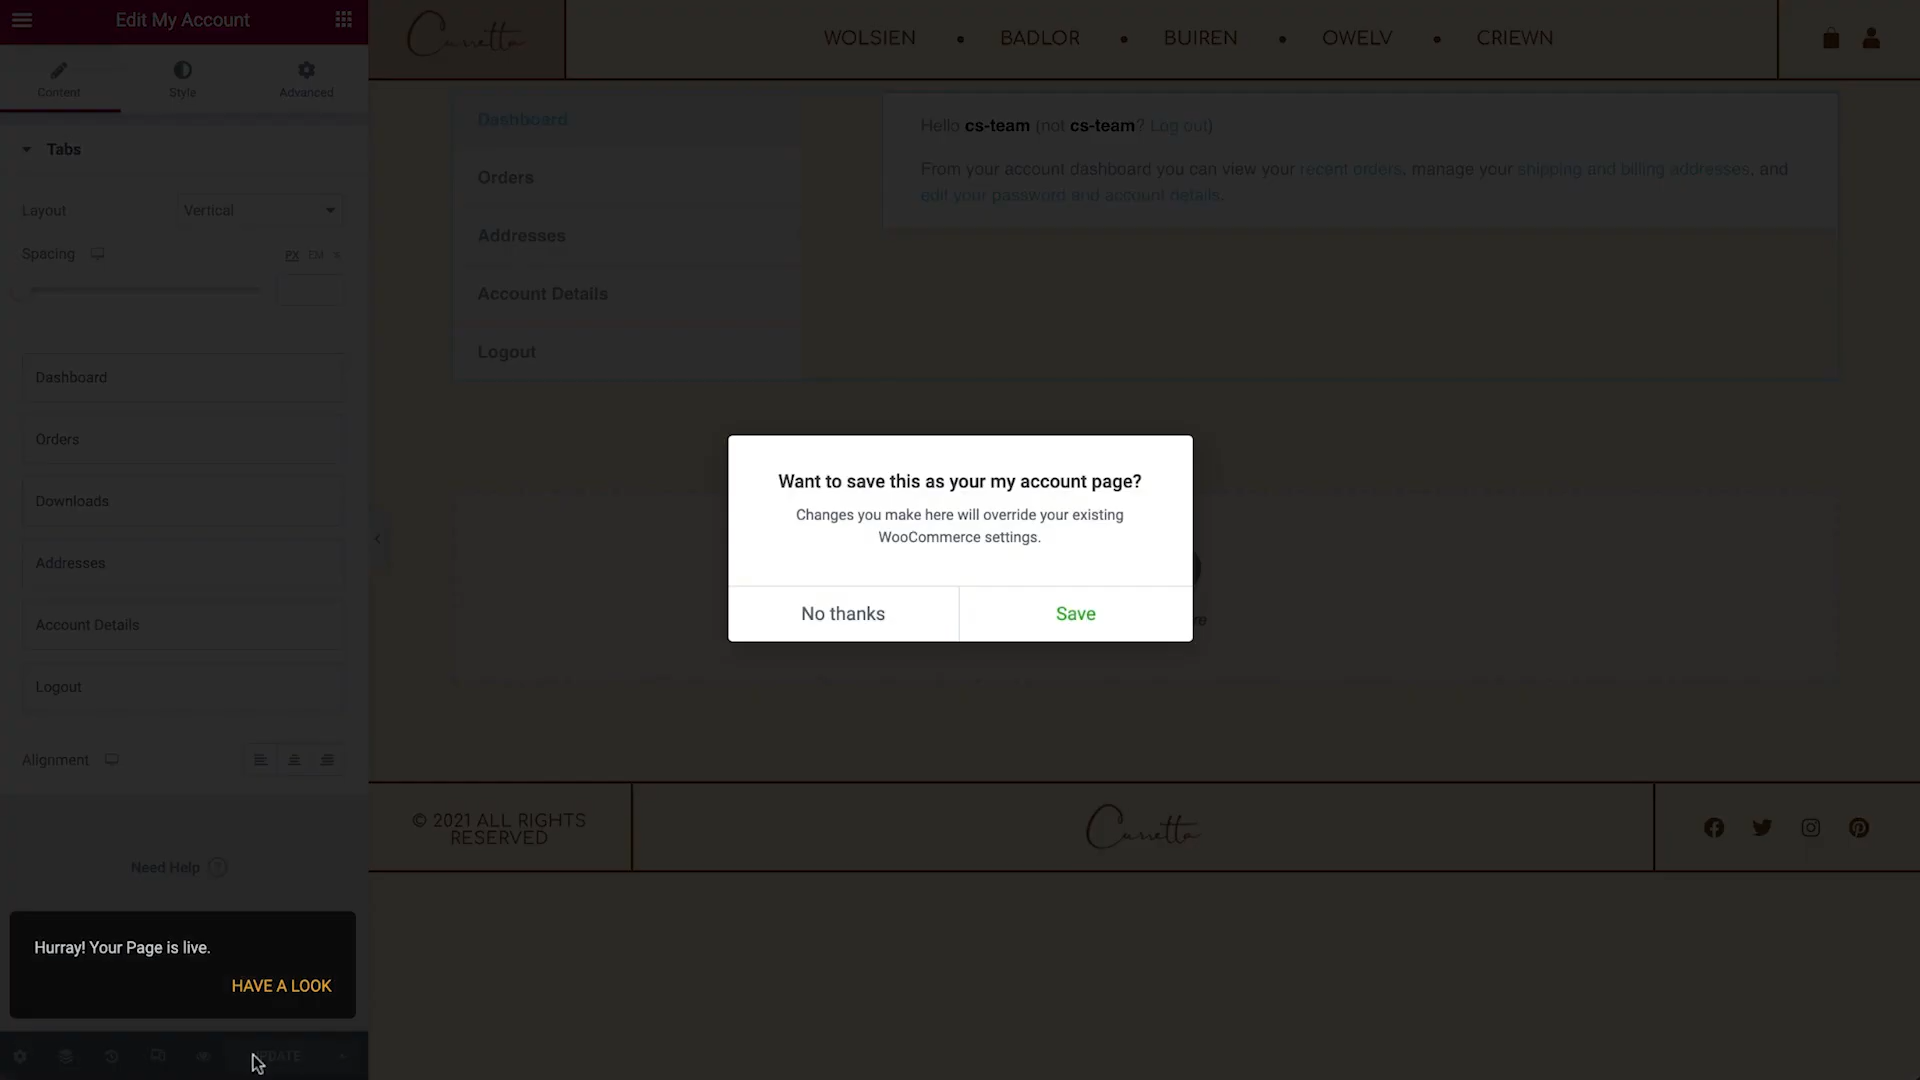 Edit My Account
Content
Style
Advanced
Tabs
Layout
Vertical
Spacing
PX EM %
Dashboard
Orders
Downloads
Addresses
Account Details
Logout
Alignment
Need Help
Hurray! Your Page is live.
HAVE A LOOK
UPDATE
Curretta
WOLSIEN • BADLOR • BUIREN • OWELV • CRIEWN
Dashboard
Orders
Addresses
Account Details
Logout
Hello cs-team (not cs-team? Log out)
From your account dashboard you can view your recent orders, manage your shipping and billing addresses, and
edit your password and account details.
Want to save this as your my account page?
Changes you make here will override your existing
WooCommerce settings.
No thanks
Save
© 2021 ALL RIGHTS
RESERVED
Curretta